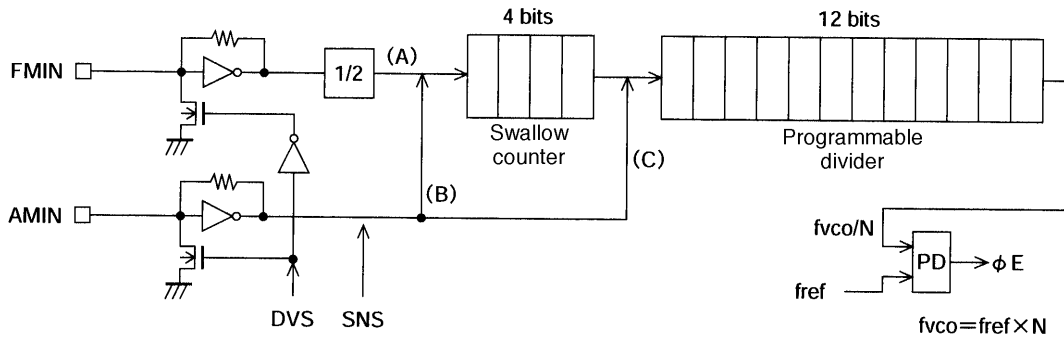 4 bits
12 bits
FMIN
1/2
(A)
Swallow
counter
Programmable
divider
(C)
(B)
AMIN
fvco/N
PD
φE
fref
DVS
SNS
fvco=fref×N